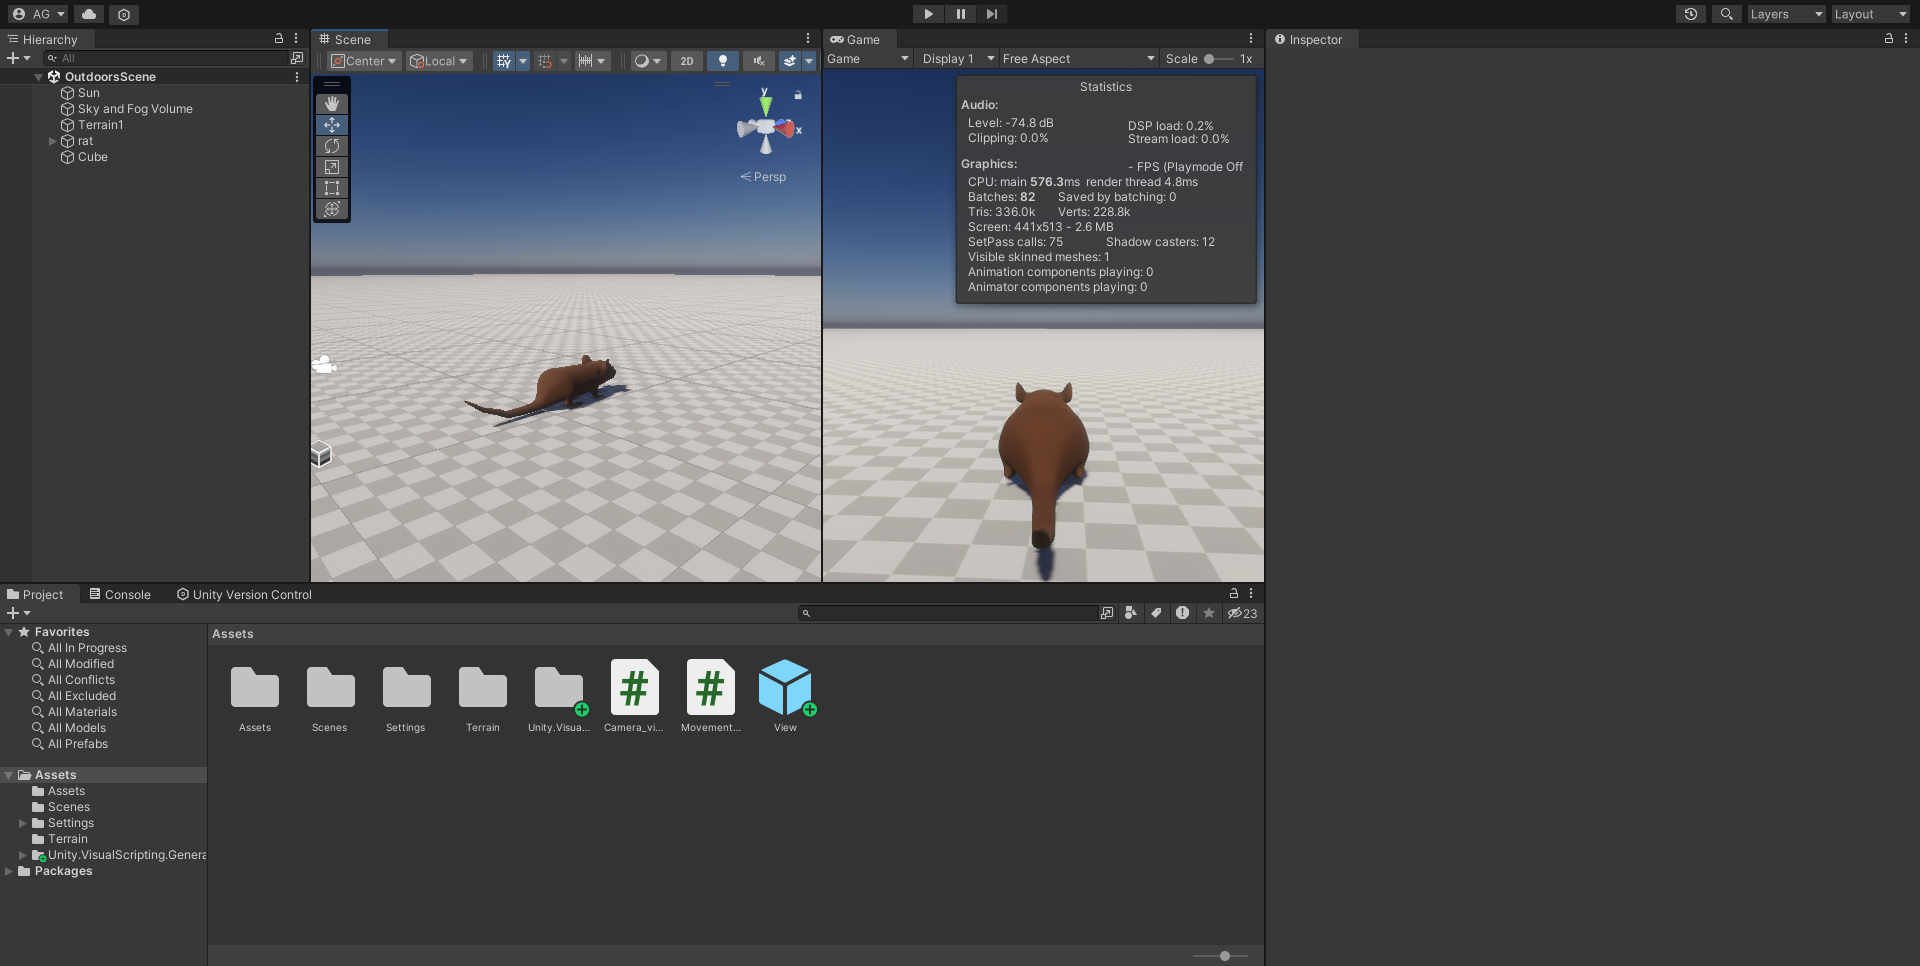 AG
Layers
Layout
Hierarchy
All
OutdoorsScene
Sun
Sky and Fog Volume
Terrain1
rat
Cube
Scene
Center
Local
2D
y
x
Persp
Game
Game
Display 1
Free Aspect
Scale
1x
Statistics
Audio:
Level: -74.8 dB
DSP load: 0.2%
Clipping: 0.0%
Stream load: 0.0%
Graphics:
- FPS (Playmode Off
CPU: main 576.3ms render thread 4.8ms
Batches: 82 Saved by batching: 0
Tris: 336.0k Verts: 228.8k
Screen: 441x513 - 2.6 MB
SetPass calls: 75 Shadow casters: 12
Visible skinned meshes: 1
Animation components playing: 0
Animator components playing: 0
Inspector
Project
Console
Unity Version Control
23
Favorites
All In Progress
All Modified
All Conflicts
All Excluded
All Materials
All Models
All Prefabs
Assets
Assets
Scenes
Settings
Terrain
Unity.VisualScripting.Genera
Packages
Assets
Assets
Scenes
Settings
Terrain
Unity.Visua...
Camera_vi...
Movement...
View